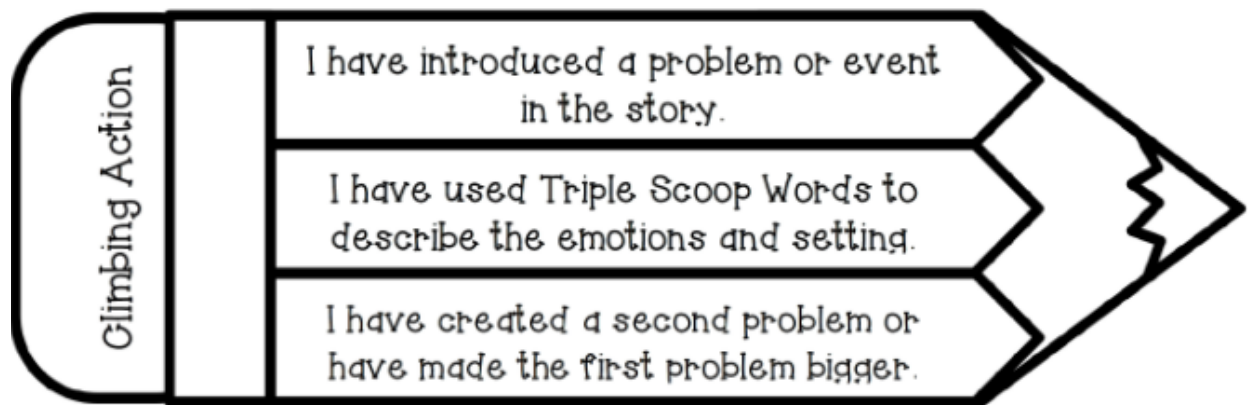 Climbing Action
I have introduced a problem or event
in the story.
I have used Triple Scoop Words to
describe the emotions and setting.
I have created a second problem or
have made the first problem bigger.